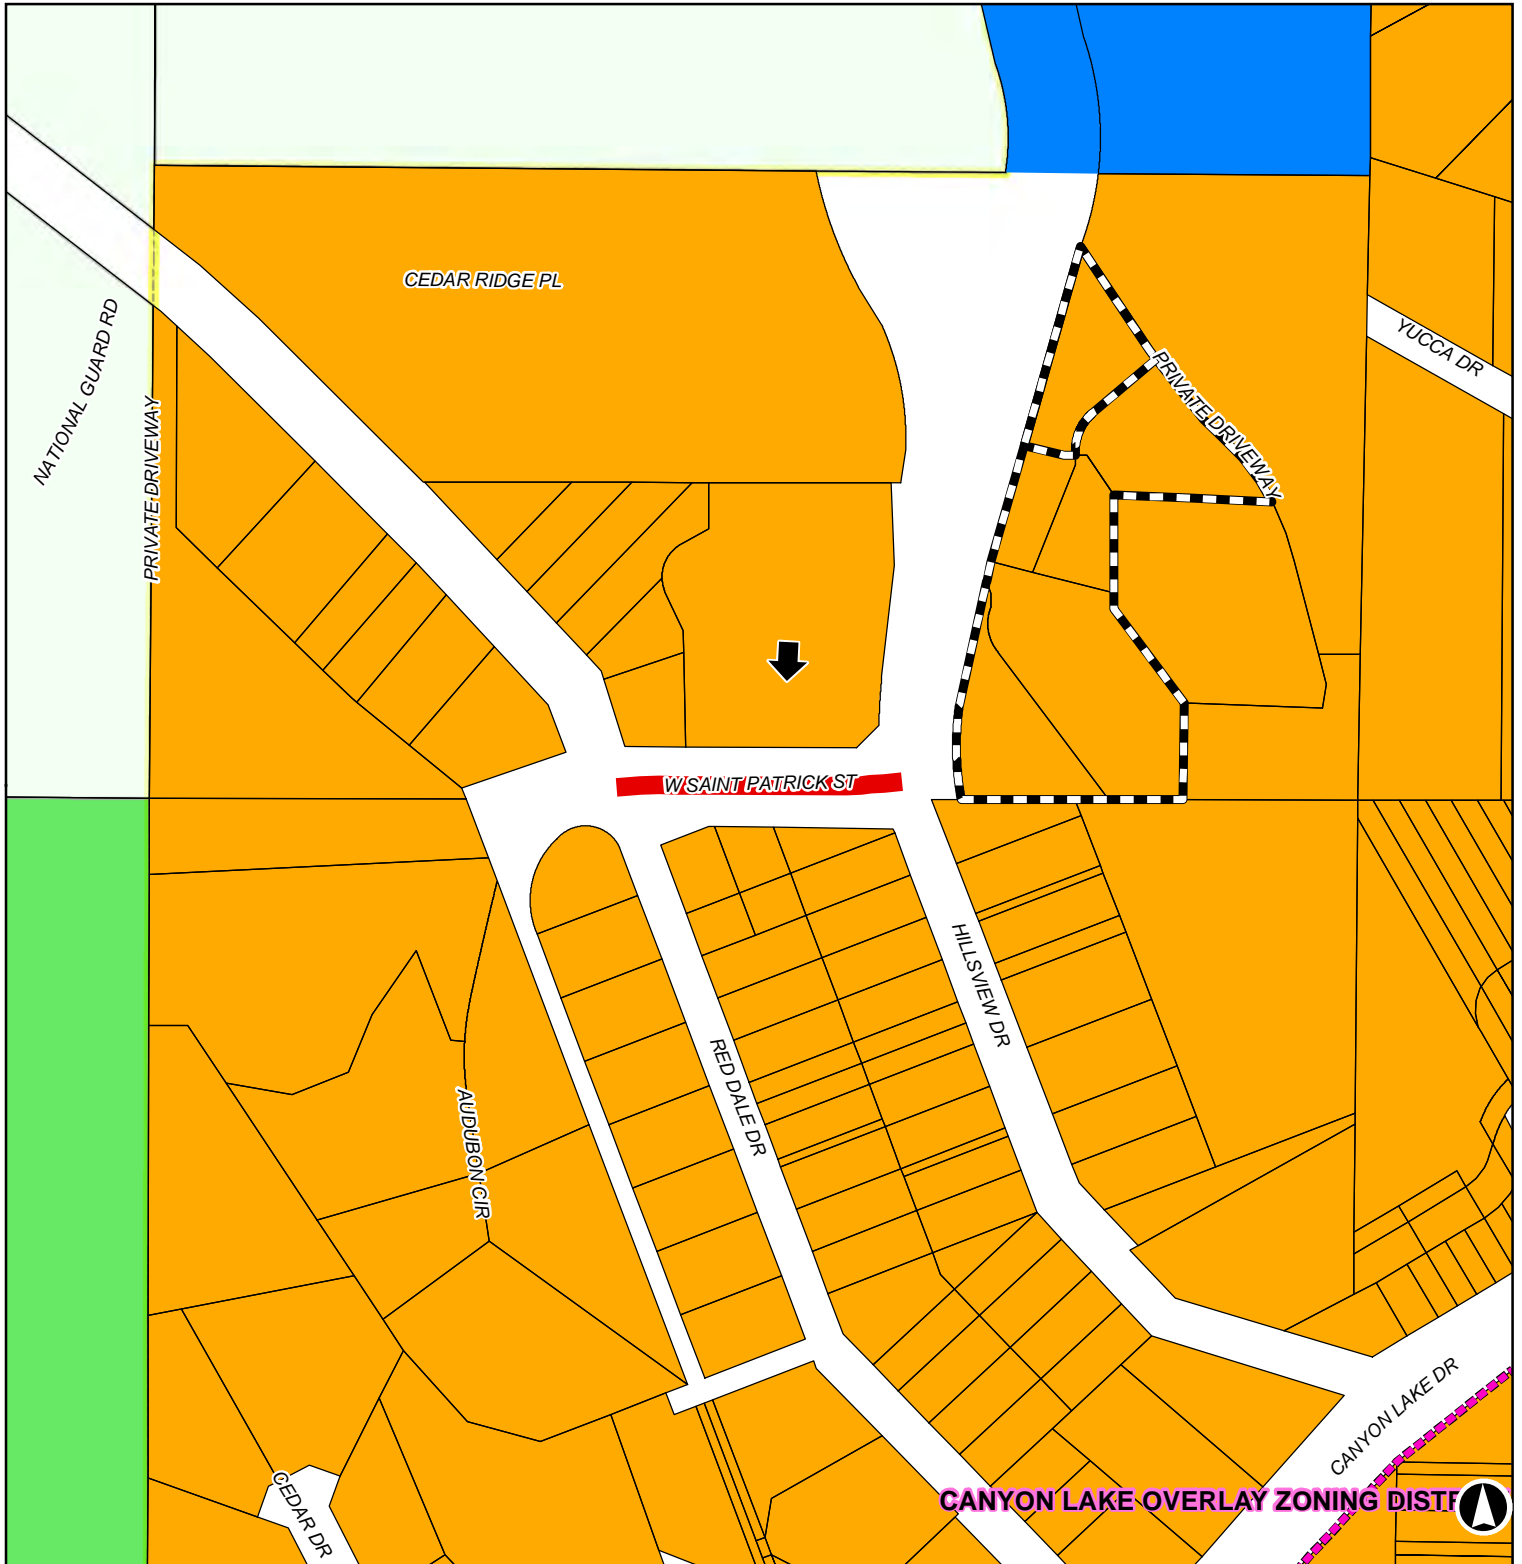 CEDAR RIDGE PL
NATIONAL GUARD RD
YUCCA DR
PRIVATE DRIVEWAY
PRIVATE DRIVEWAY
W SAINT PATRICK ST
HILLSVIEW DR
RED DALE DR
AUDUBON CIR
CANYON LAKE DR
CEDAR DR
CANYON LAKE OVERLAY ZONING